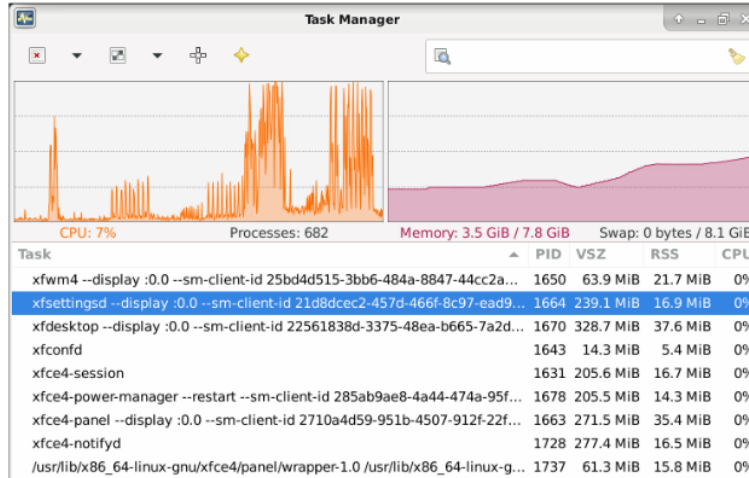 Task Manager
CPU: 7% Processes: 682 Memory: 3.5 GiB / 7.8 GiB Swap: 0 bytes / 8.1 GiB
Task PID VSZ RSS CPU
xfwm4 --display :0.0 --sm-client-id 25bd4d515-3bb6-484a-8847-44cc2a... 1650 63.9 MiB 21.7 MiB 0%
xfsettingsd --display :0.0 --sm-client-id 21d8dcec2-457d-466f-8c97-ead9... 1664 239.1 MiB 16.9 MiB 0%
xfdesktop --display :0.0 --sm-client-id 22561838d-3375-48ea-b665-7a2d... 1670 328.7 MiB 37.6 MiB 0%
xfconfd 1643 14.3 MiB 5.4 MiB 0%
xfce4-session 1631 205.6 MiB 16.7 MiB 0%
xfce4-power-manager --restart --sm-client-id 285ab9ae8-4a44-474a-95f... 1678 205.5 MiB 14.3 MiB 0%
xfce4-panel --display :0.0 --sm-client-id 2710a4d59-951b-4507-912f-22f... 1663 271.5 MiB 35.4 MiB 0%
xfce4-notifyd 1728 277.4 MiB 16.5 MiB 0%
/usr/lib/x86_64-linux-gnu/xfce4/panel/wrapper-1.0 /usr/lib/x86_64-linux-g... 1737 61.3 MiB 15.8 MiB 0%